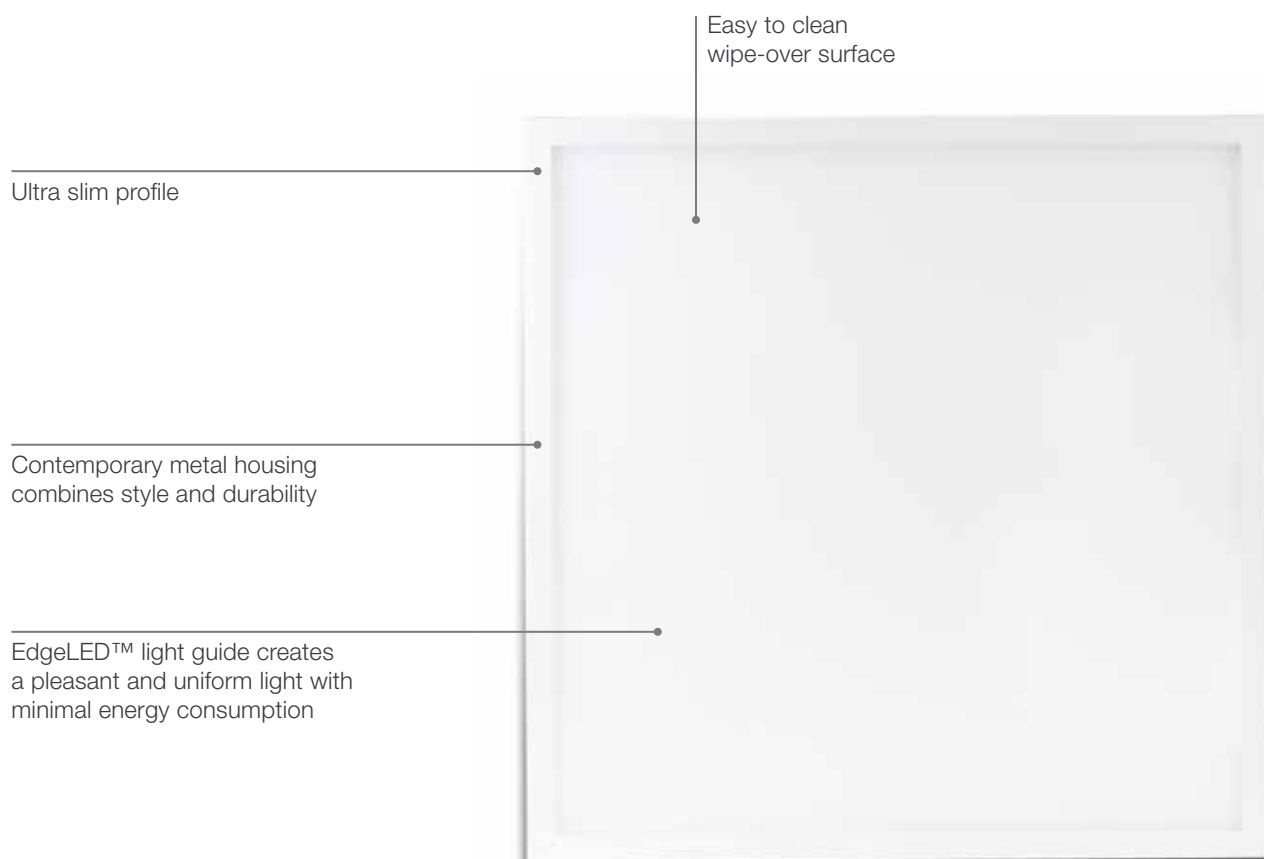 Easy to clean
wipe-over surface
Ultra slim profile
Contemporary metal housing
combines style and durability
EdgeLED™ light guide creates
a pleasant and uniform light with
minimal energy consumption